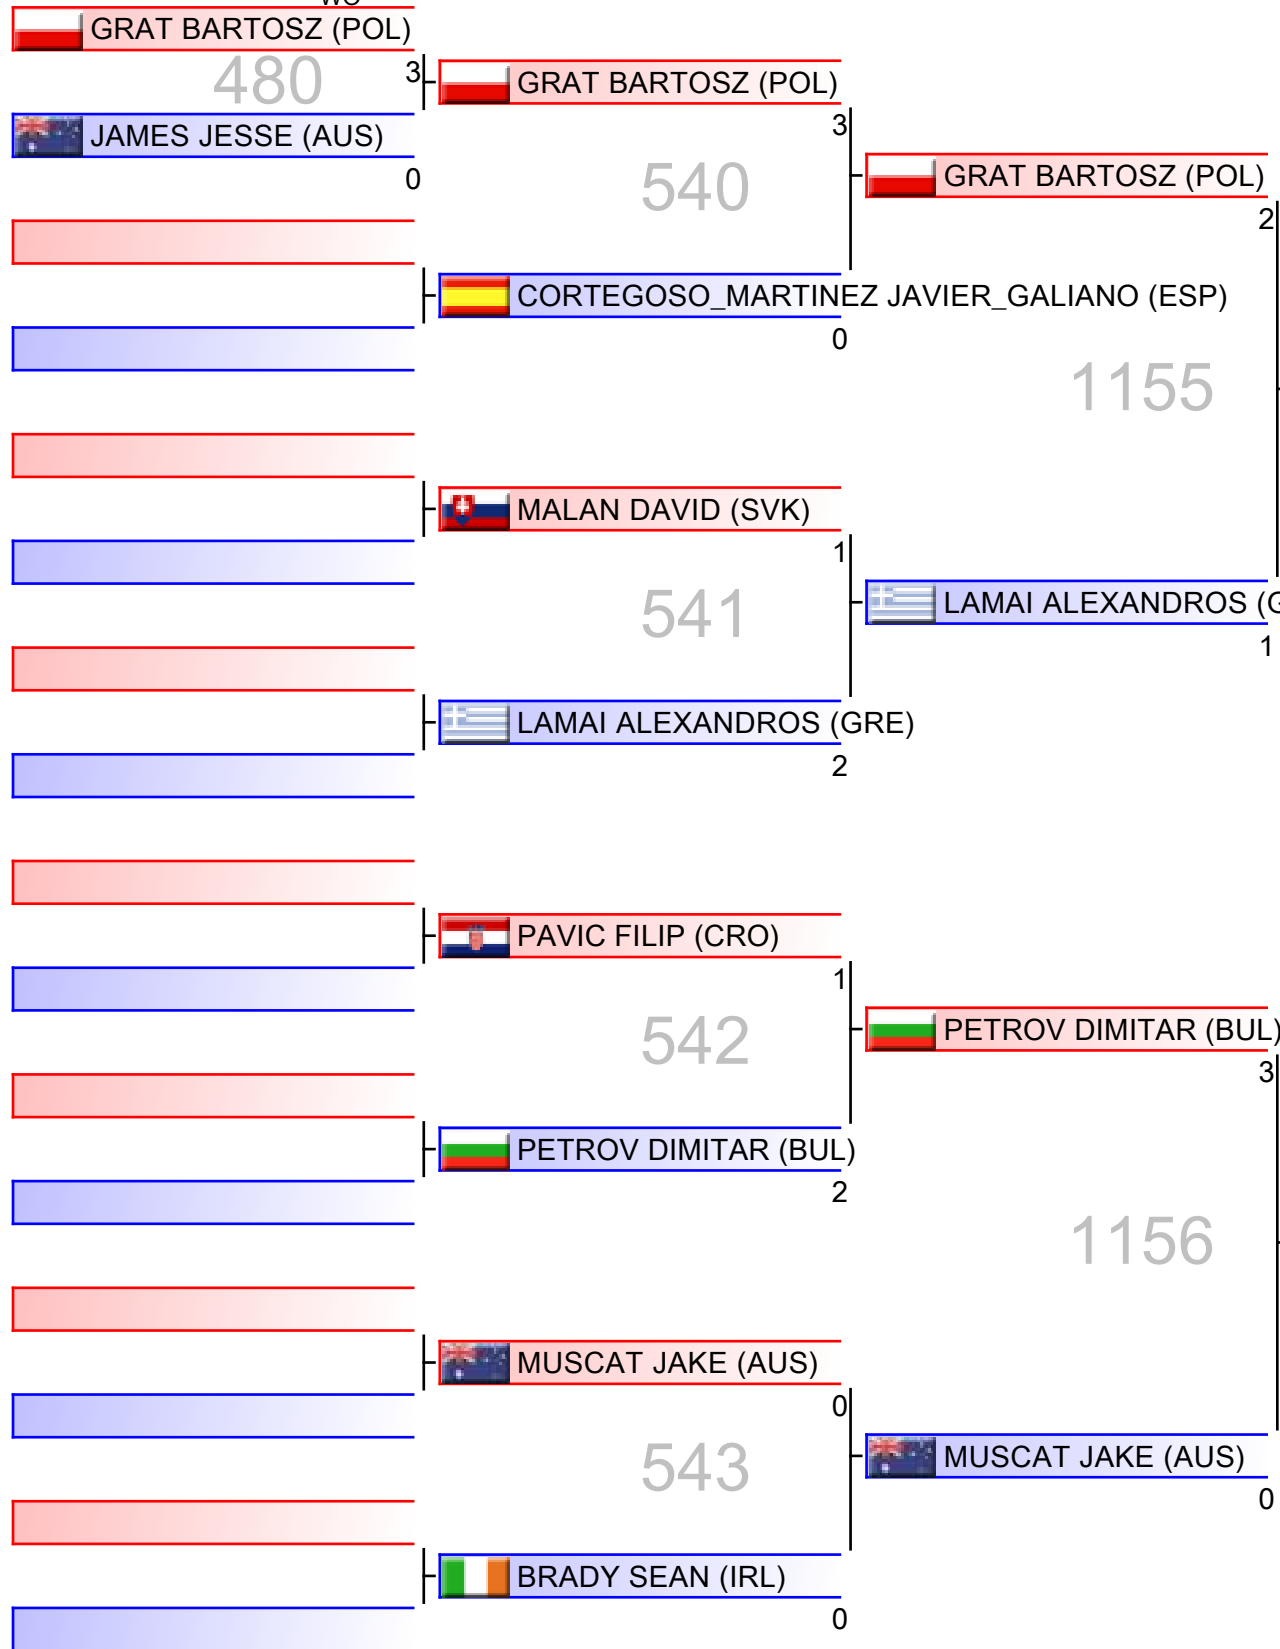 GRAT BARTOSZ (POL)
480
3
JAMES JESSE (AUS)
0
GRAT BARTOSZ (POL)
3
540
CORTEGOSO_MARTINEZ JAVIER_GALIANO (ESP)
0
MALAN DAVID (SVK)
1
541
LAMAI ALEXANDROS (GRE)
2
PAVIC FILIP (CRO)
1
542
PETROV DIMITAR (BUL)
2
MUSCAT JAKE (AUS)
0
543
BRADY SEAN (IRL)
0
GRAT BARTOSZ (POL)
2
1155
LAMAI ALEXANDROS (
1
PETROV DIMITAR (BUL)
3
1156
MUSCAT JAKE (AUS)
0